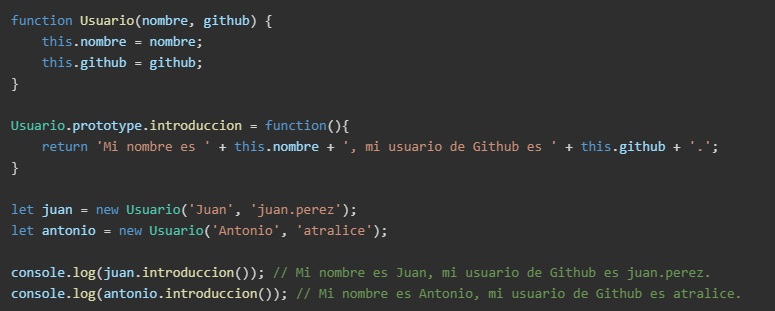 function Usuario(nombre, github) {
    this.nombre = nombre;
    this.github = github;
}

Usuario.prototype.introduccion = function(){
    return 'Mi nombre es ' + this.nombre + ', mi usuario de Github es ' + this.github + '.';
}

let juan = new Usuario('Juan', 'juan.perez');
let antonio = new Usuario('Antonio', 'atralice');

console.log(juan.introduccion()); // Mi nombre es Juan, mi usuario de Github es juan.perez.
console.log(antonio.introduccion()); // Mi nombre es Antonio, mi usuario de Github es atralice.